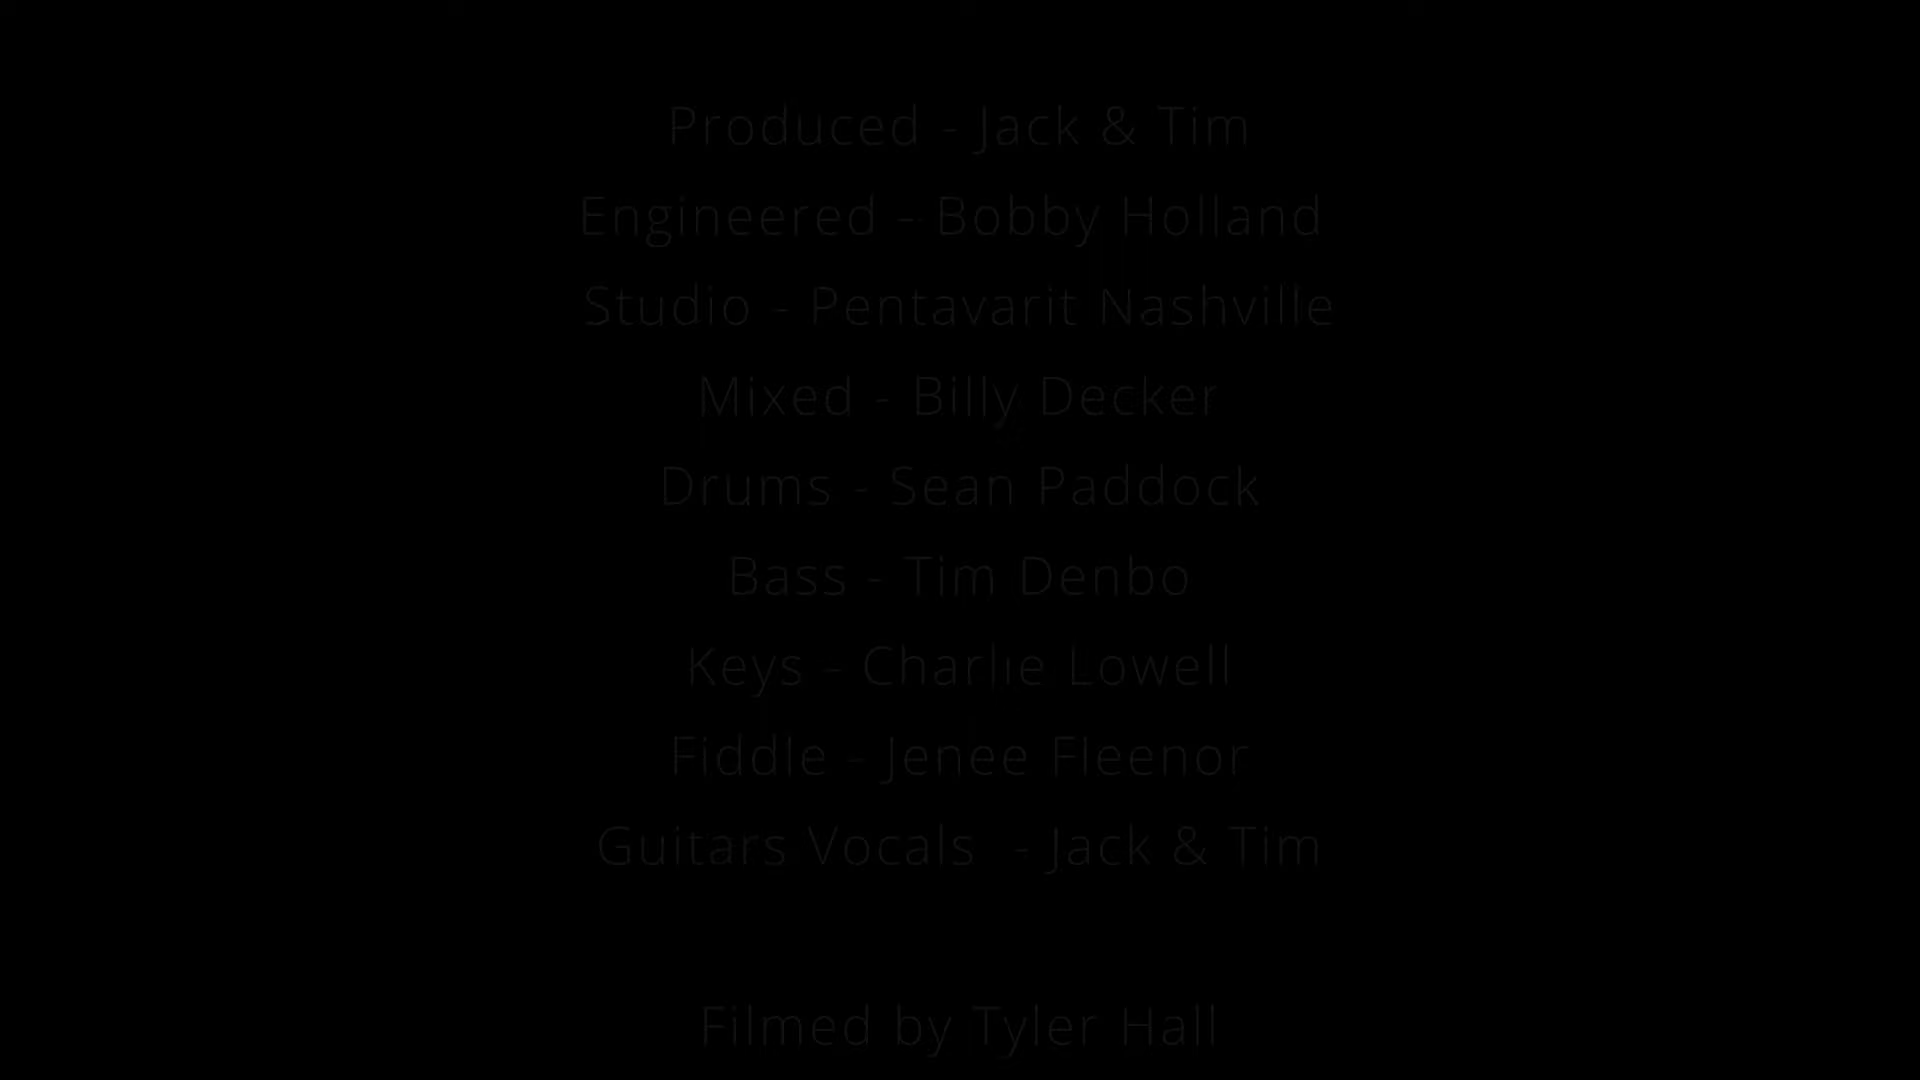 Produced - Jack & Tim
Engineered - Bobby Holland
Studio - Pentavarit Nashville
Mixed - Billy Decker
Drums - Sean Paddock
Bass - Tim Denbo
Keys - Charlie Lowell
Fiddle - Jenee Fleenor
Guitars Vocals  - Jack & Tim
Filmed by Tyler Hall